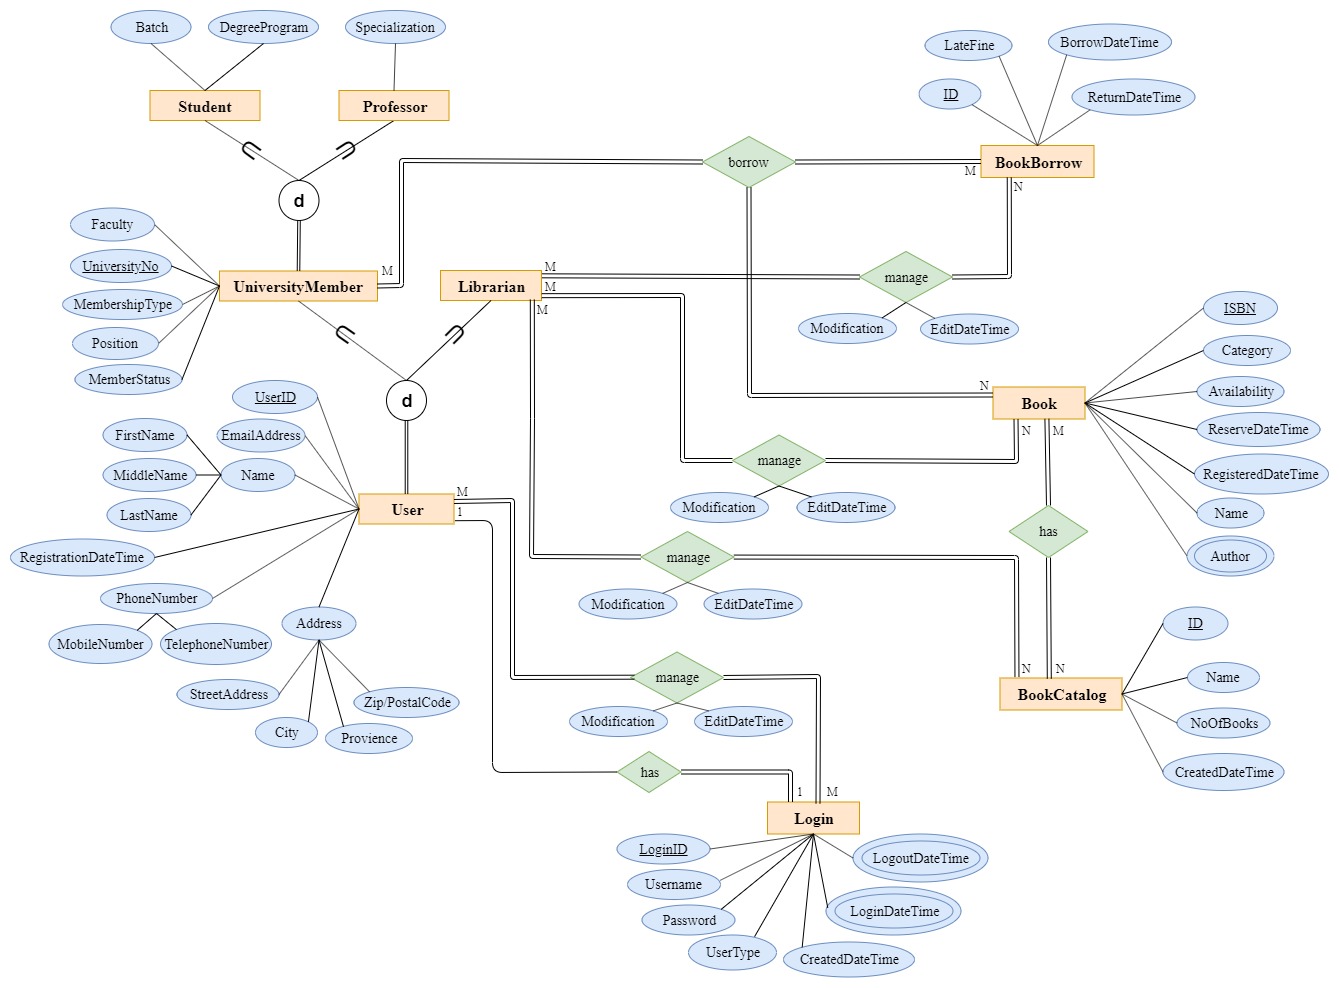 Batch
DegreeProgram
Specialization
Student
Professor
d
LateFine
BorrowDateTime
ID
ReturnDateTime
BookBorrow
borrow
M
N
Faculty
UniversityNo
MembershipType
Position
MemberStatus
UniversityMember
M
Librarian
M
M
M
manage
Modification
EditDateTime
d
ISBN
Category
Availability
ReserveDateTime
RegisteredDateTime
Name
Author
N
Book
N
M
manage
Modification
EditDateTime
has
UserID
EmailAddress
FirstName
MiddleName
Name
LastName
User
M
1
RegistrationDateTime
PhoneNumber
MobileNumber
TelephoneNumber
Address
StreetAddress
City
Provience
Zip/PostalCode
manage
Modification
EditDateTime
N
N
BookCatalog
ID
Name
NoOfBooks
CreatedDateTime
manage
Modification
EditDateTime
has
1
M
Login
LoginID
Username
Password
UserType
CreatedDateTime
LoginDateTime
LogoutDateTime